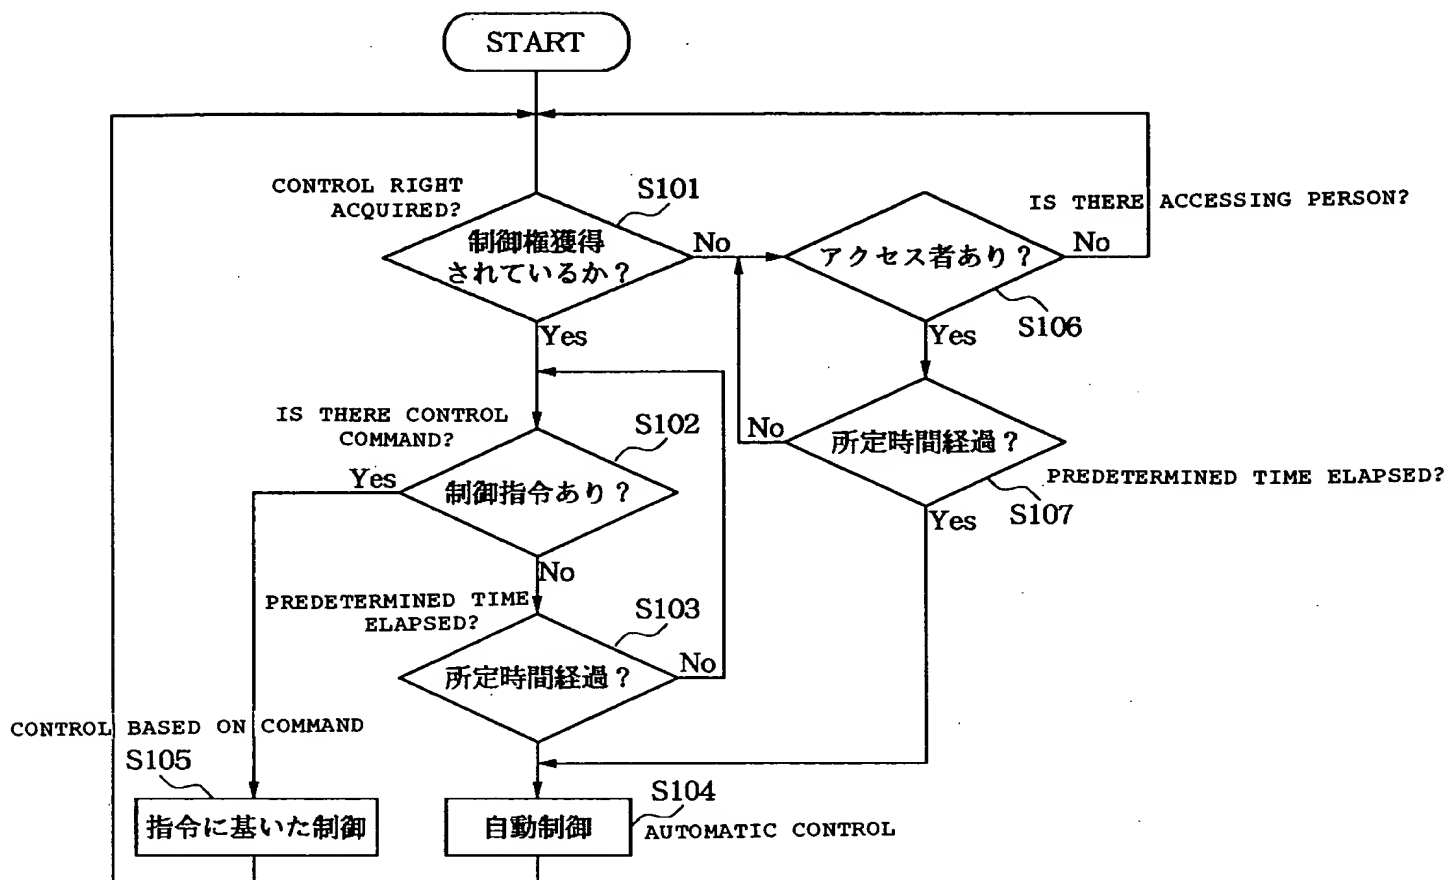 START
CONTROL RIGHT
ACQUIRED?
S101
制御権獲得
されているか？
No
Yes
IS THERE ACCESSING PERSON?
アクセス者あり？
No
S106
Yes
IS THERE CONTROL
COMMAND?
S102
制御指令あり？
Yes
No
所定時間経過？
No
PREDETERMINED TIME ELAPSED?
S107
Yes
PREDETERMINED TIME
ELAPSED?
S103
所定時間経過？
No
CONTROL BASED ON COMMAND
S105
指令に基いた制御
S104
自動制御
AUTOMATIC CONTROL